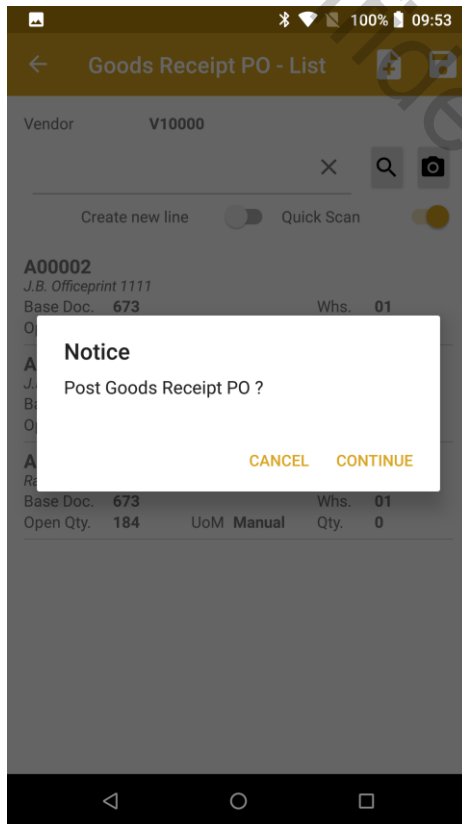 100% 09:53
Goods Receipt PO - List
Vendor V10000
Create new line Quick Scan
A00002
J.B. Officeprint 1111
Base Doc. 673 Whs. 01
Notice
Post Goods Receipt PO ?
CANCEL CONTINUE
Base Doc. 673 Whs. 01
Open Qty. 184 UoM Manual Qty. 0